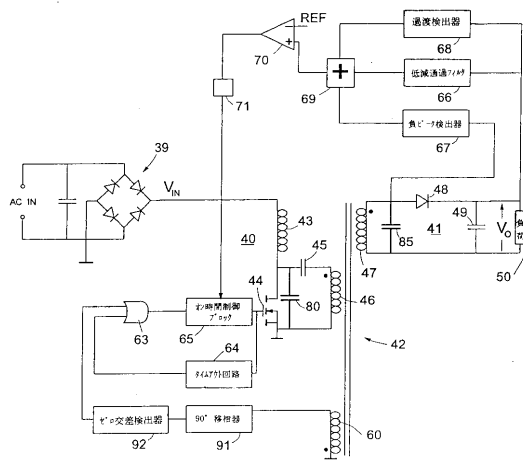 REF
70
71
過渡検出器
68
+
69
低減通過フィルタ
66
負ピーク検出器
67
39
AC IN
VIN
43
40
45
44
80
46
47
85
48
41
49
VO
負荷
50
42
63
オン時間制御
ブロック
65
64
タイムアウト回路
ゼロ交差検出器
92
90°移相器
91
60